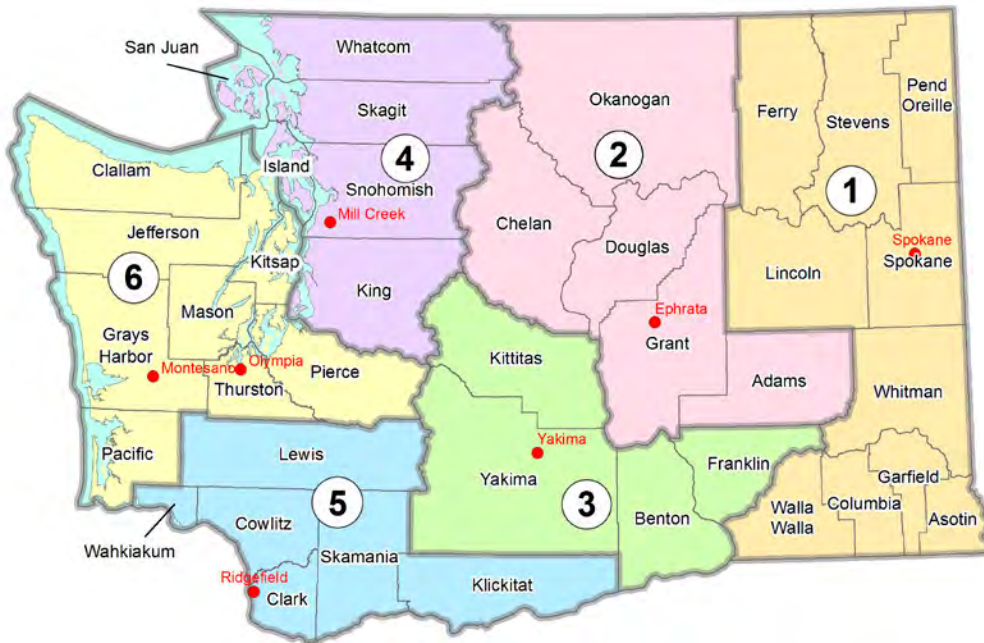 Whatcom
San Juan
Okanogan
Pend
Oreille
Ferry
Stevens
Skagit
4
2
Island
Clallam
Snohomish
1
Mill Creek
Chelan
Jefferson
Douglas
Spokane
Spokane
Kitsap
6
King
Lincoln
Mason
Ephrata
Grays
Harbor
Grant
Kittitas
Montesano
Olympia
Pierce
Thurston
Adams
Whitman
Yakima
Pacific
Lewis
Franklin
Yakima
Garfield
5
3
Walla
Walla
Columbia
Cowlitz
Benton
Asotin
Wahkiakum
Skamania
Ridgefield
Klickitat
Clark